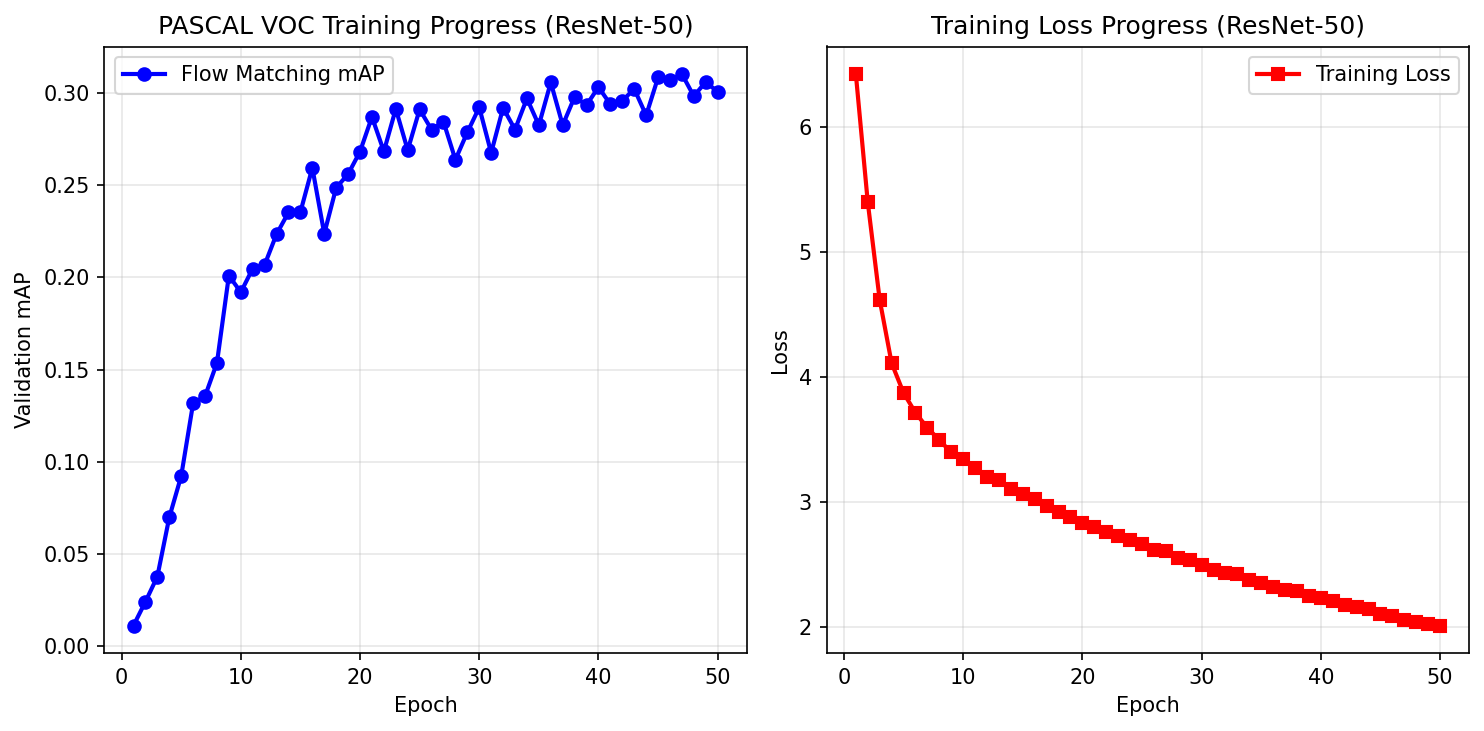 PASCAL VOC Training Progress (ResNet-50)
Flow Matching mAP
Validation mAP
0.30
0.25
0.20
0.15
0.10
0.05
0.00
0 10 20 30 40 50
Epoch
Training Loss Progress (ResNet-50)
Training Loss
Loss
6
5
4
3
2
0 10 20 30 40 50
Epoch